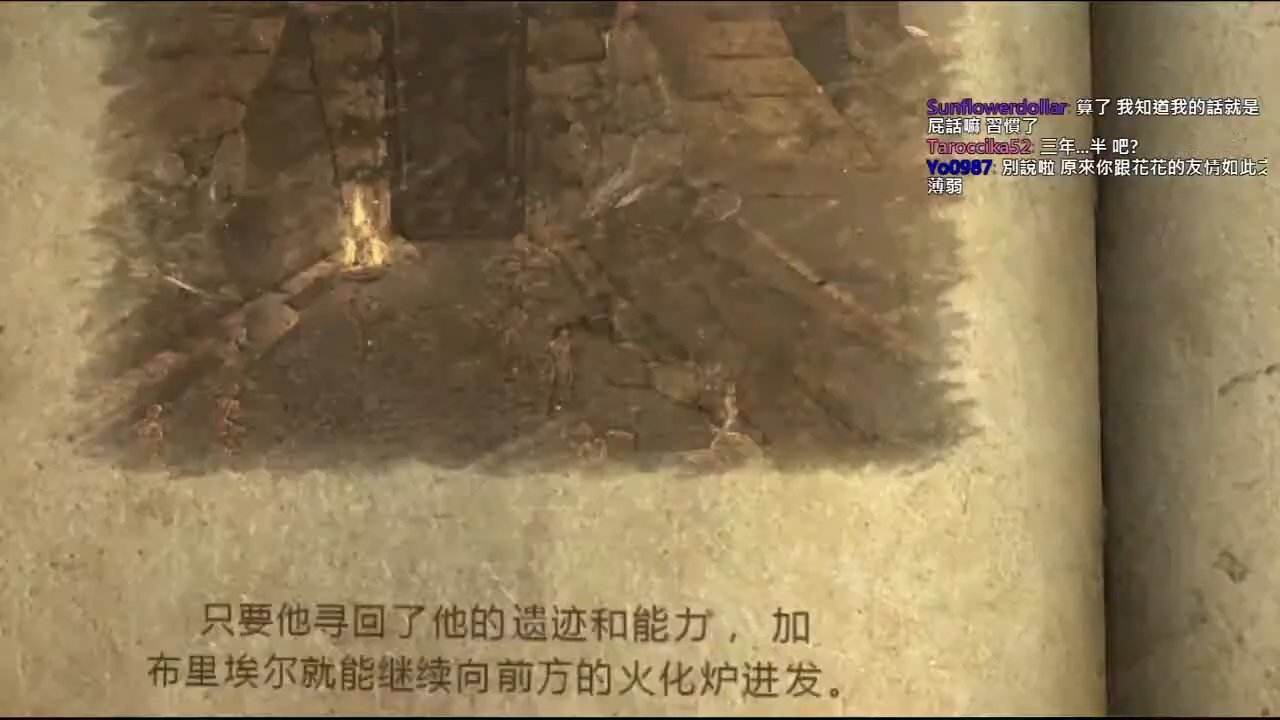 Sunflowerdollar: 算了 我知道我的話就是
屁話嘛 習慣了
Taroccika52: 三年...半 吧?
Yo0987: 別說啦 原來你跟花花的友情如此之
薄弱
只要他寻回了他的遗迹和能力，加
布里埃尔就能继续向前方的火化炉进发。